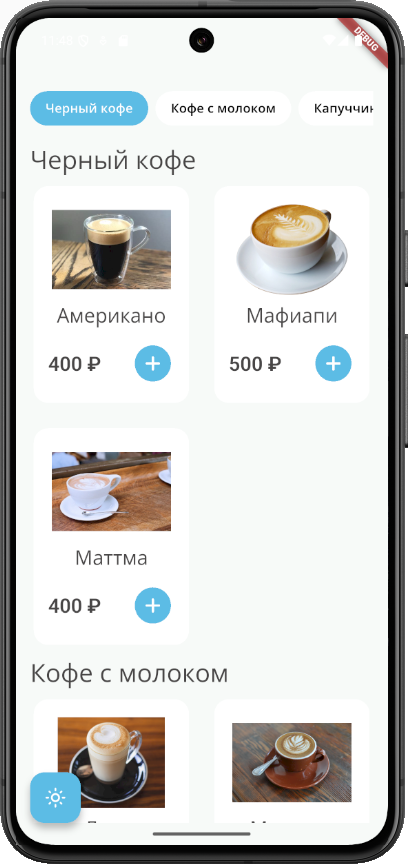 DEBUG
Черный кофе
Кофе с молоком
Капуччин
Черный кофе
Американо
Мафиапи
400 ₽
500 ₽
Маттма
400 ₽
Кофе с молоком